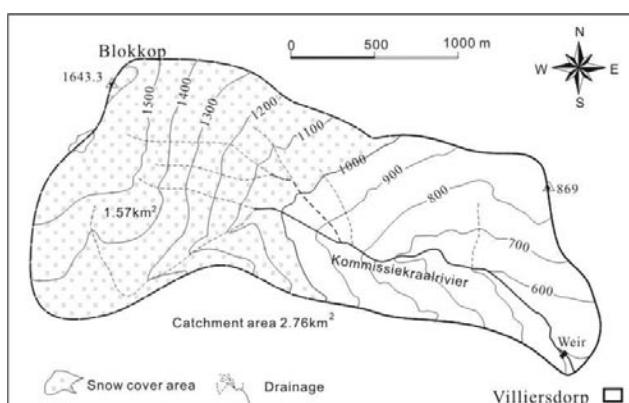 Blokkop
1643.3
0 500 1000 m
N
W E
S
1500
1400
1300
1200
1100
1000
900
800
869
700
600
1.57km²
Kommissiekraalrivier
Catchment area 2.76km²
Weir
Snow cover area
Drainage
Villiersdorp